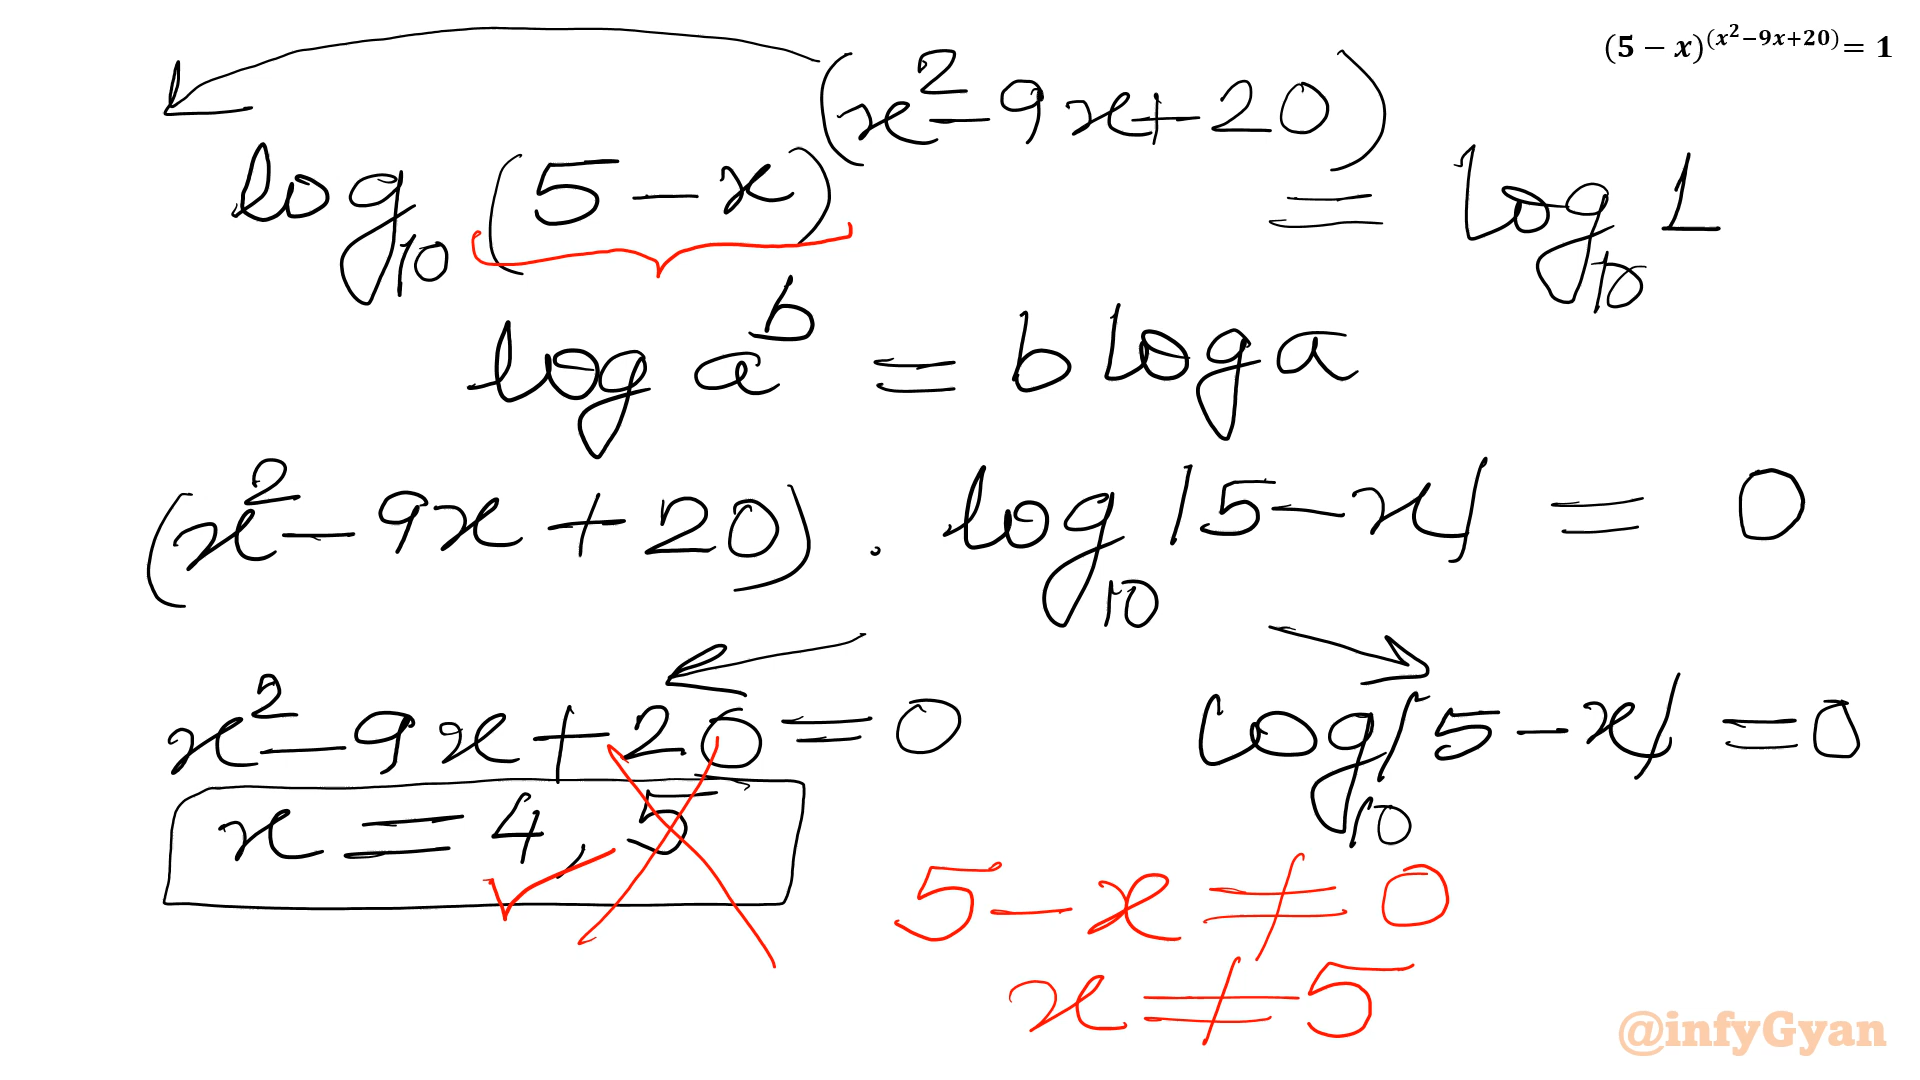 (5 − x)^(x²−9x+20) = 1
log₁₀ (5 − x)^(x² − 9x + 20) = log₁₀ 1
log a^b = b log a
(x² − 9x + 20) . log₁₀ |5 − x| = 0
x² − 9x + 20 = 0
log₁₀ |5 − x| = 0
x = 4, 5
5 − x ≠ 0
x ≠ 5
@infyGyan